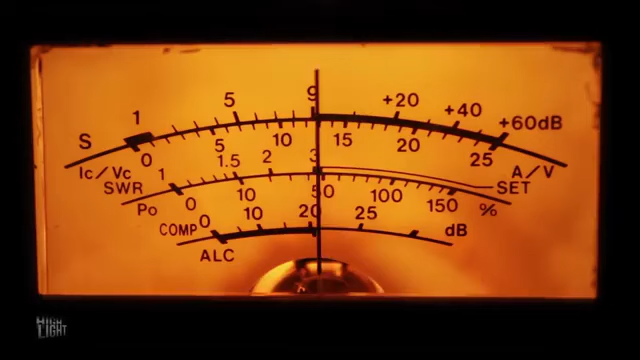 S 1 5 9 +20 +40 +60dB
Ic/Vc 0 5 10 15 20 25 A/V
SWR 1 1.5 2 3 SET
Po 0 10 50 100 150 %
COMP 0 10 20 25 dB
ALC
HIGH
LIGHT